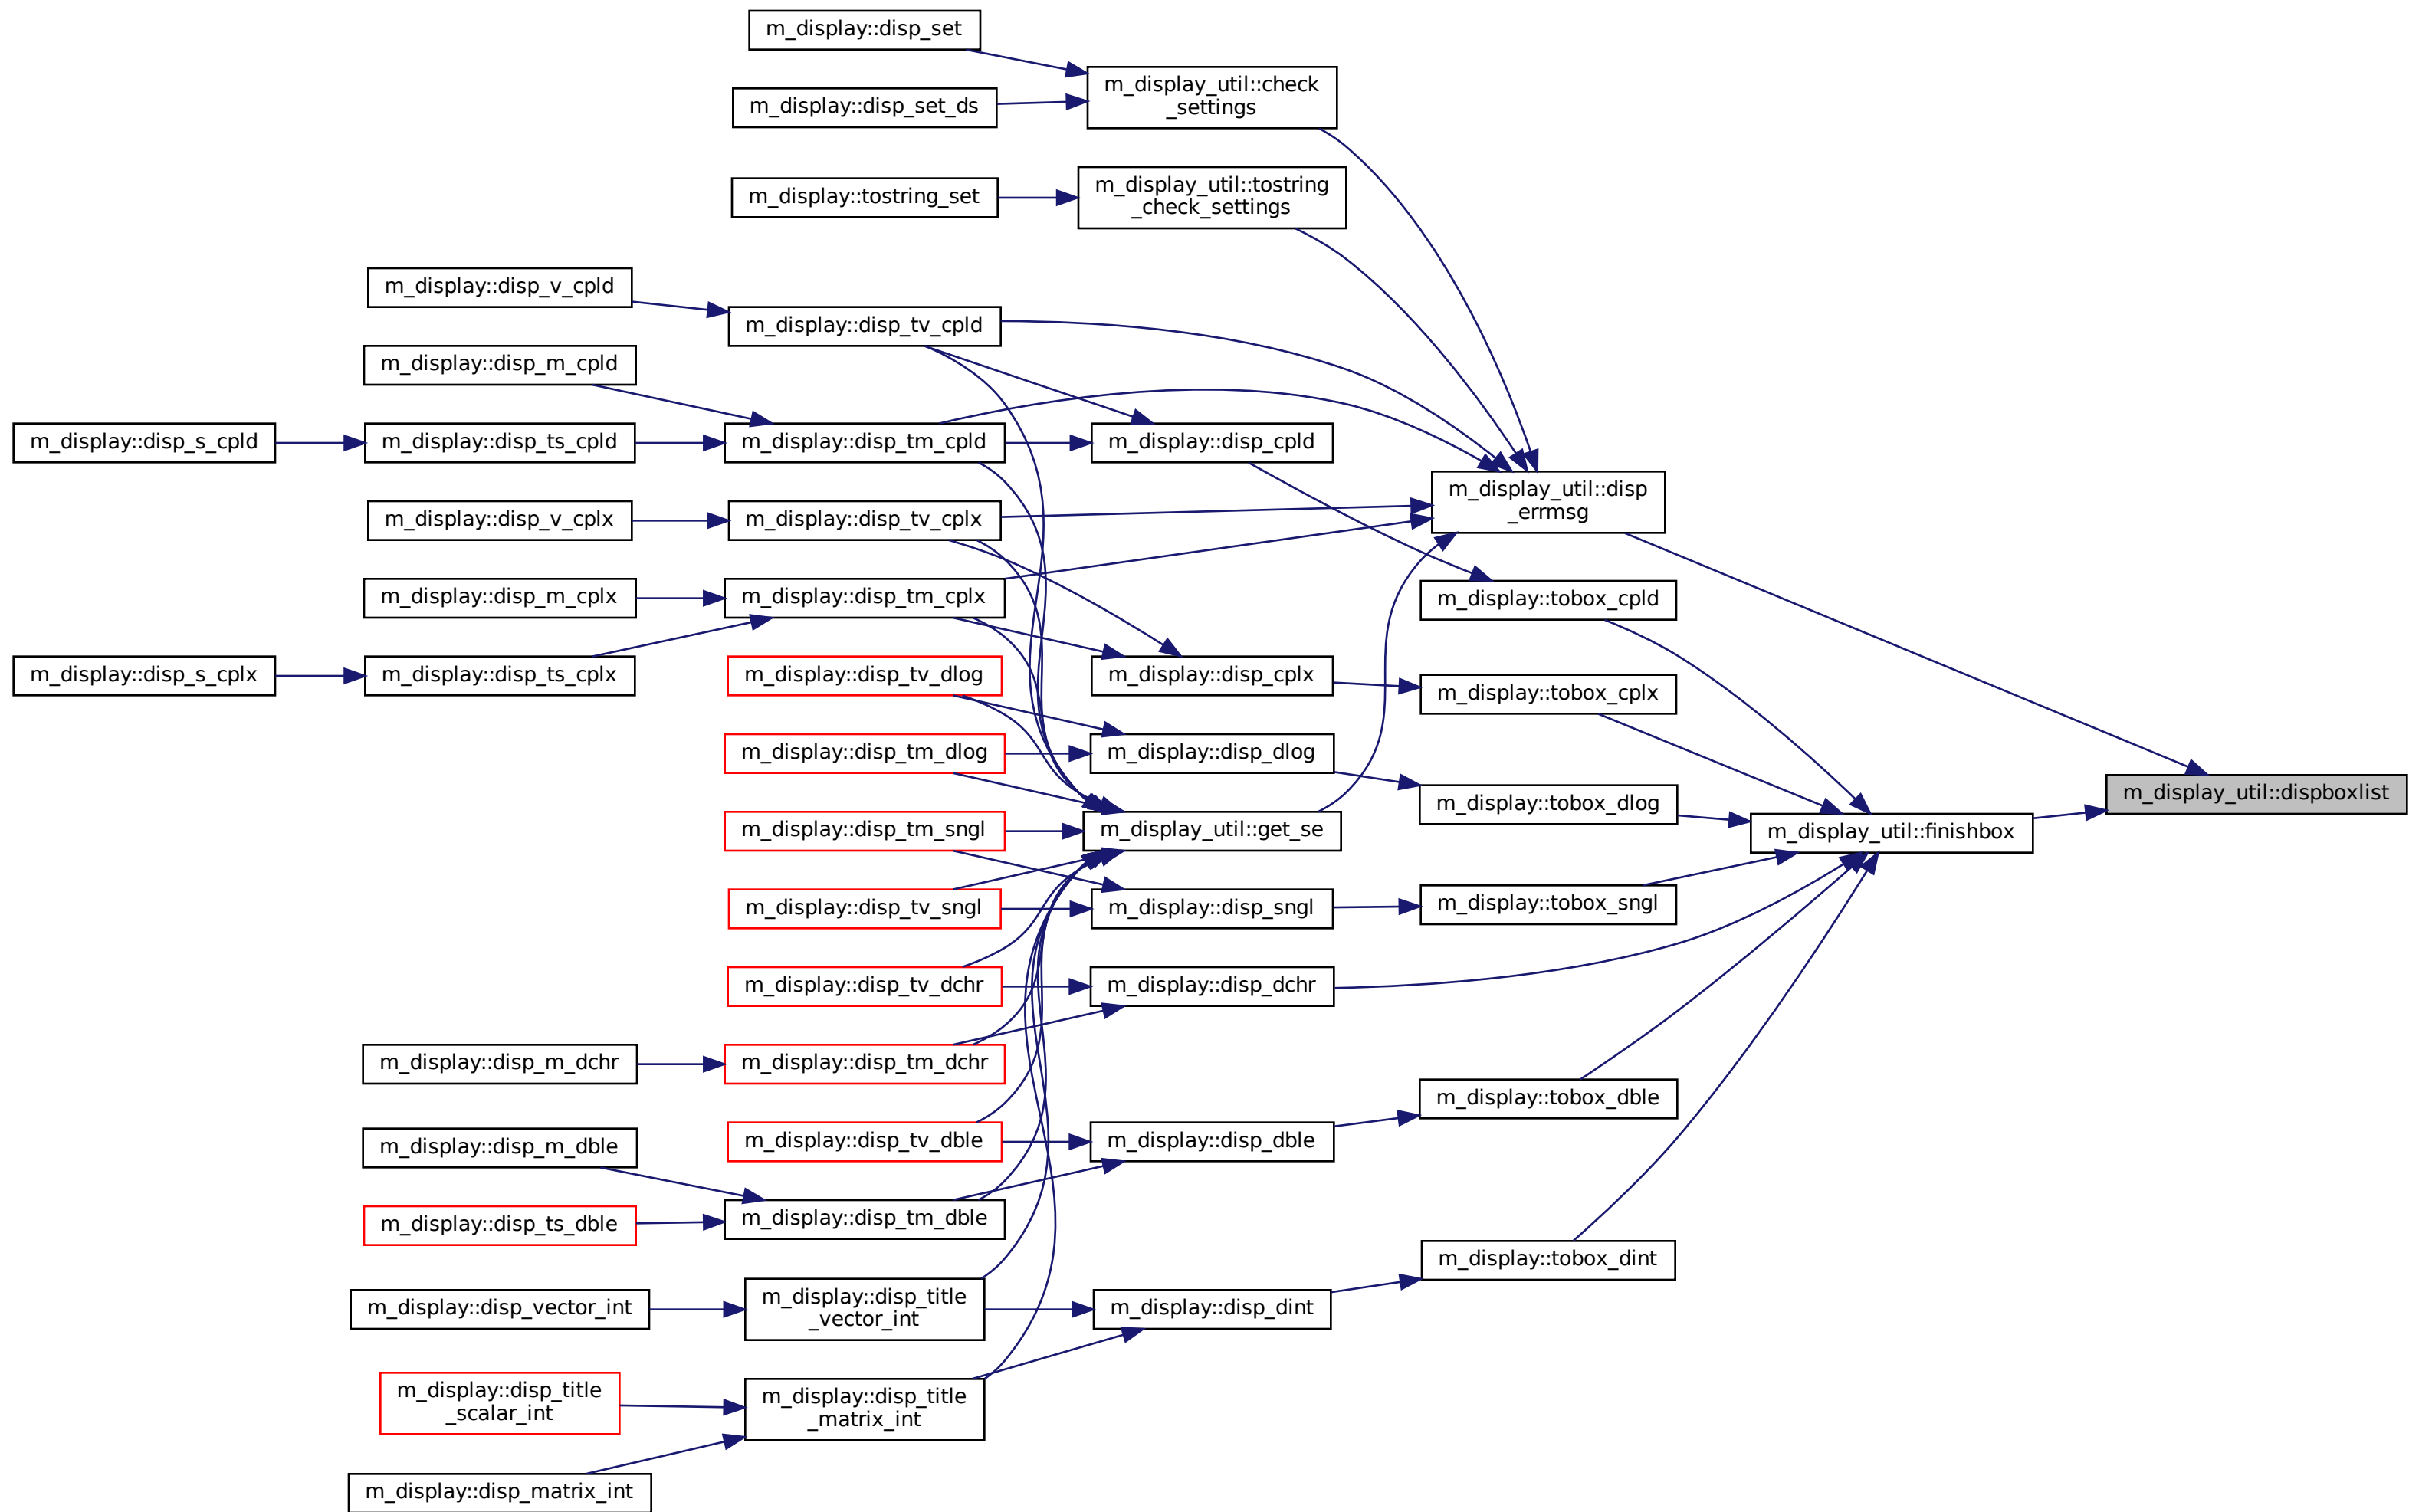 m_display::disp_set
m_display_util::check
_settings
m_display::disp_set_ds
m_display_util::tostring
_check_settings
m_display::tostring_set
m_display::disp_v_cpld
m_display::disp_tv_cpld
m_display::disp_m_cpld
m_display::disp_s_cpld
m_display::disp_ts_cpld
m_display::disp_tm_cpld
m_display::disp_cpld
m_display_util::disp
_errmsg
m_display::disp_v_cplx
m_display::disp_tv_cplx
m_display::disp_m_cplx
m_display::disp_tm_cplx
m_display::tobox_cpld
m_display::disp_s_cplx
m_display::disp_ts_cplx
m_display::disp_tv_dlog
m_display::disp_cplx
m_display::tobox_cplx
m_display::disp_tm_dlog
m_display::disp_dlog
m_display::tobox_dlog
m_display_util::dispboxlist
m_display::disp_tm_sngl
m_display_util::get_se
m_display_util::finishbox
m_display::disp_tv_sngl
m_display::disp_sngl
m_display::tobox_sngl
m_display::disp_tv_dchr
m_display::disp_dchr
m_display::disp_m_dchr
m_display::disp_tm_dchr
m_display::tobox_dble
m_display::disp_m_dble
m_display::disp_tv_dble
m_display::disp_dble
m_display::disp_ts_dble
m_display::disp_tm_dble
m_display::tobox_dint
m_display::disp_vector_int
m_display::disp_title
_vector_int
m_display::disp_dint
m_display::disp_title
_scalar_int
m_display::disp_title
_matrix_int
m_display::disp_matrix_int